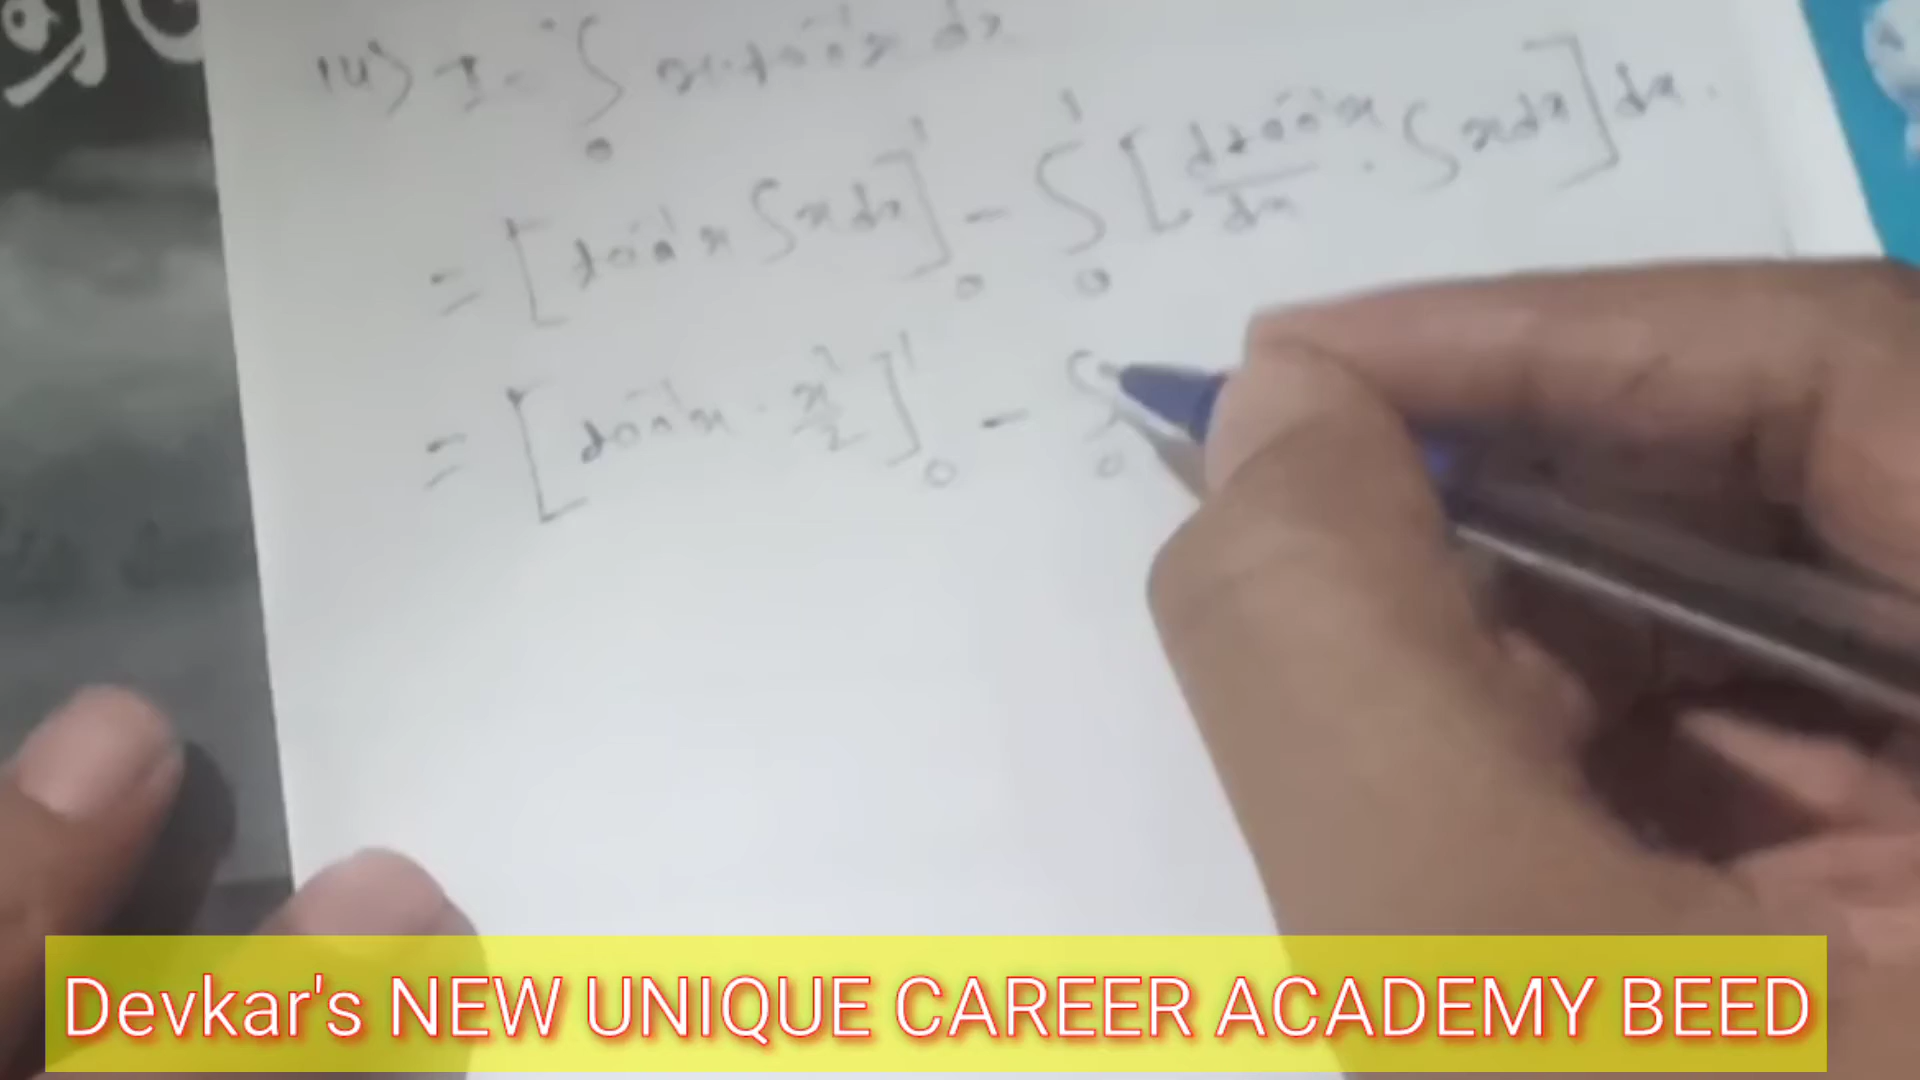 14) I = ∫₀ x·tan⁻¹x dx
= [tan⁻¹x ∫x dx]₀¹ - ∫₀¹ [d tan⁻¹x/dx · ∫x dx] dx.
= [tan⁻¹x · x²/2]₀¹ - ∫₀
Devkar's NEW UNIQUE CAREER ACADEMY BEED